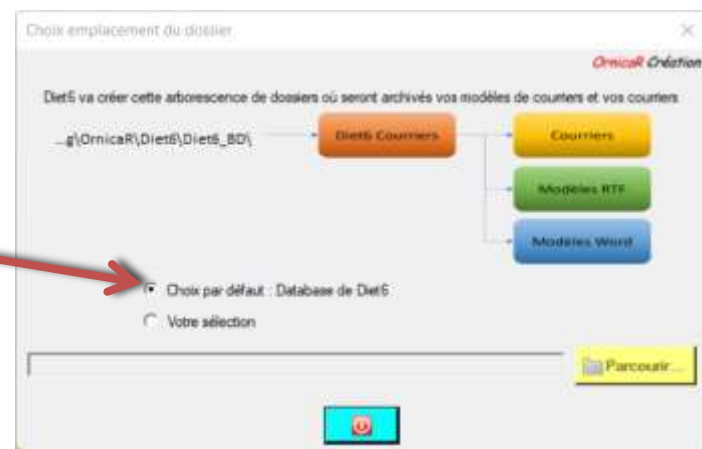 Choix emplacement du dossier
OrnicaR Création
Diet6 va créer cette arborescence de dossiers où seront archivés vos modèles de courriers et vos courriers
...g\OrnicaR\Diet6\Diet6_BD\
Diet6 Courriers
Courriers
Modèles RTF
Modèles Word
Choix par défaut : Database de Diet6
Votre sélection
Parcourir...